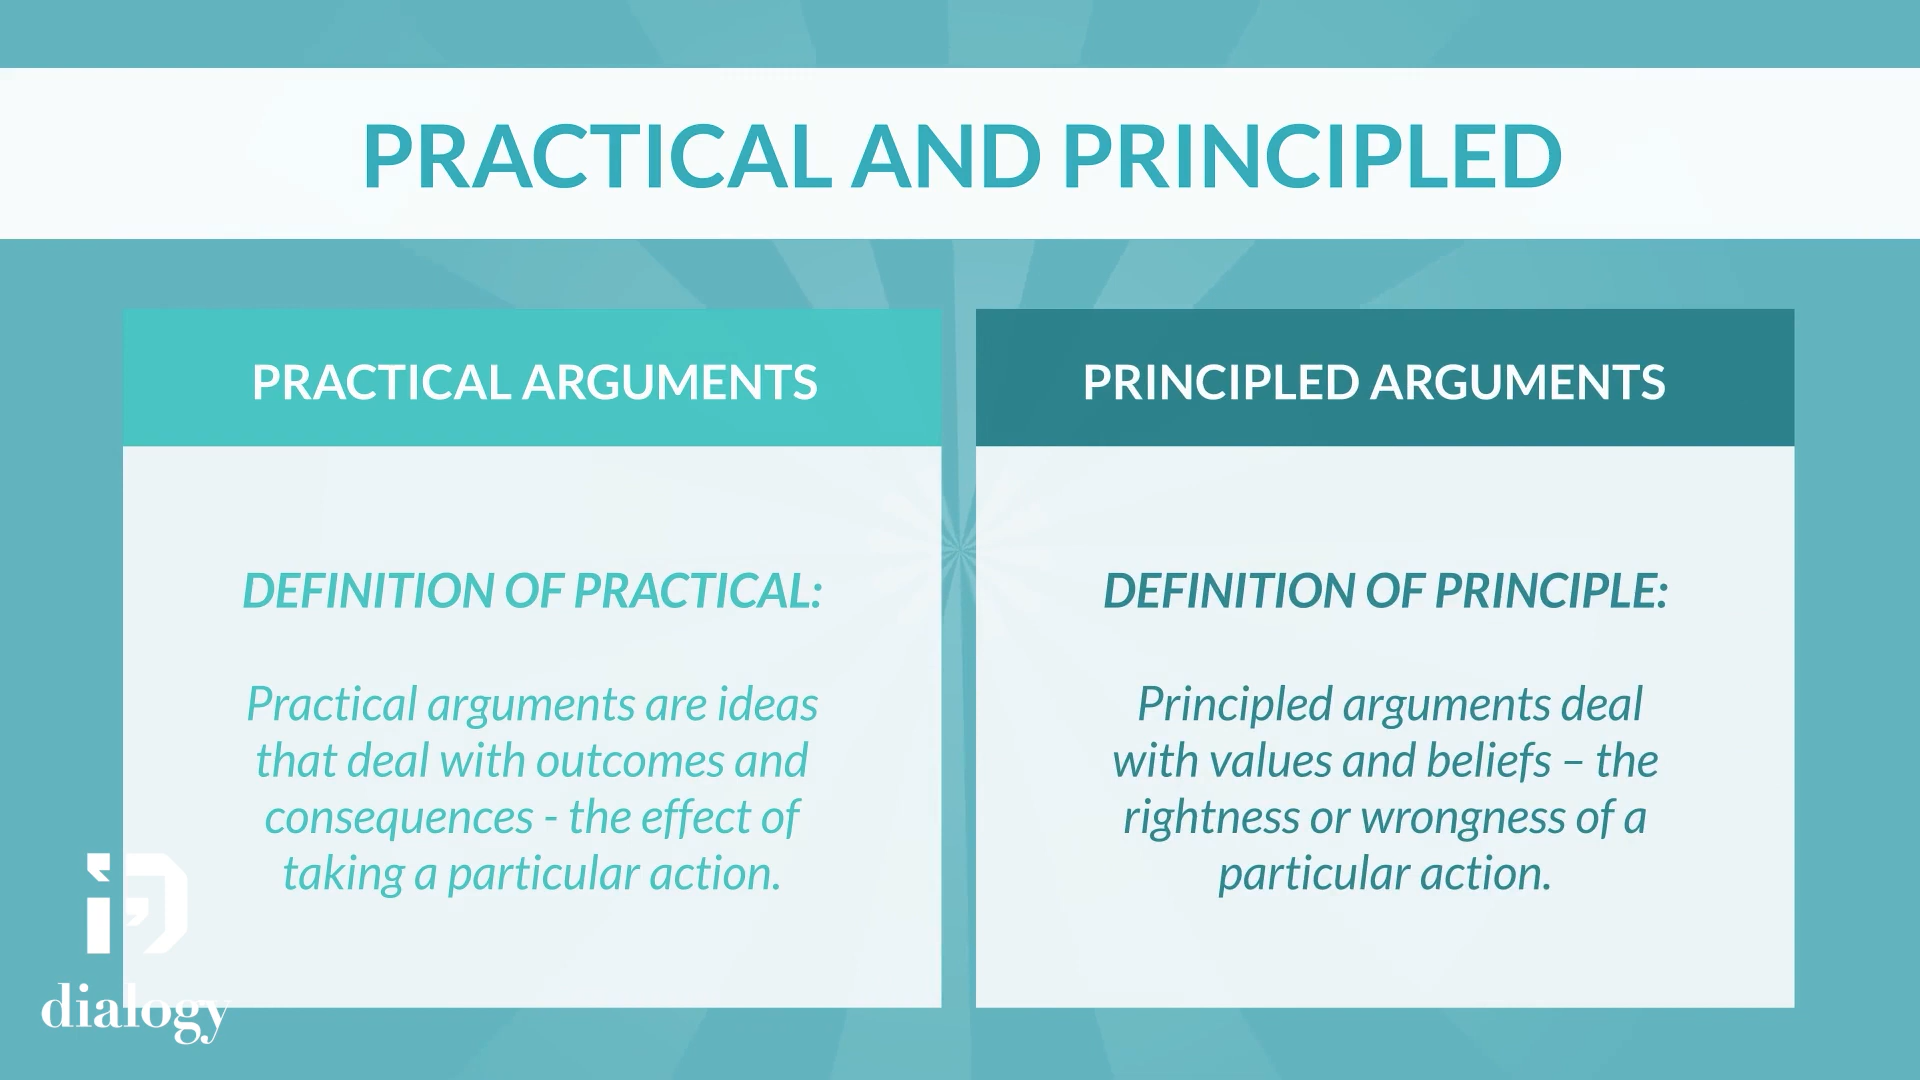 PRACTICAL AND PRINCIPLED
PRACTICAL ARGUMENTS
DEFINITION OF PRACTICAL:
Practical arguments are ideas
that deal with outcomes and
consequences - the effect of
taking a particular action.
PRINCIPLED ARGUMENTS
DEFINITION OF PRINCIPLE:
Principled arguments deal
with values and beliefs – the
rightness or wrongness of a
particular action.
dialogy